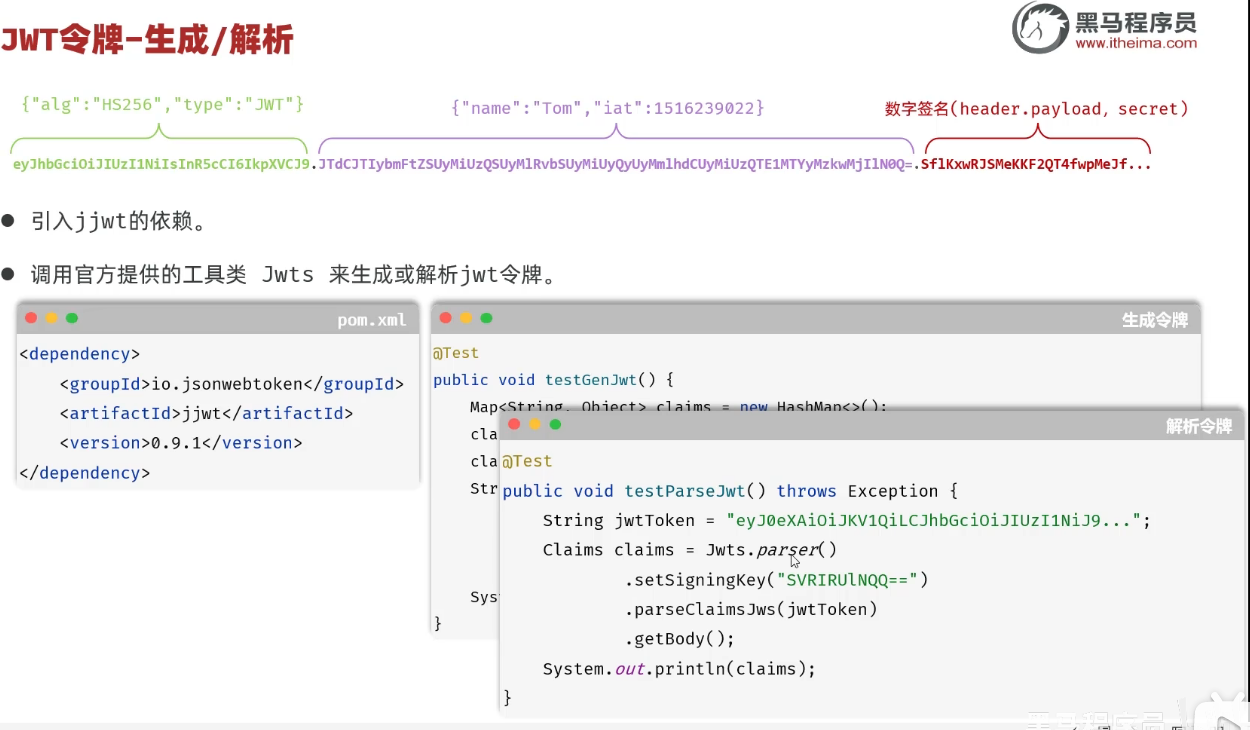 JWT令牌-生成/解析
黑马程序员
www.itheima.com
{"alg":"HS256","type":"JWT"}
{"name":"Tom","iat":1516239022}
数字签名(header.payload, secret)
eyJhbGciOiJIUzI1NiIsInR5cCI6IkpXVCJ9.JTdCJTIybmFtZSUyMiUzQSUyMlRvbSUyMiUyQyUyMmlhdCUyMiUzQTE1MTYyMzkwMjIlN0Q=.SflKxwRJSMeKKF2QT4fwpMeJf...
● 引入jjwt的依赖。
● 调用官方提供的工具类 Jwts 来生成或解析jwt令牌。
pom.xml
<dependency>
<groupId>io.jsonwebtoken</groupId>
<artifactId>jjwt</artifactId>
<version>0.9.1</version>
</dependency>
生成令牌
@Test
public void testGenJwt() {
Map<String, Object> claims = new HashMap<>();
cla
cla
Str
Sys
}
解析令牌
@Test
public void testParseJwt() throws Exception {
String jwtToken = "eyJ0eXAiOiJKV1QiLCJhbGciOiJIUzI1NiJ9...";
Claims claims = Jwts.parser()
.setSigningKey("SVRIRUlNQQ==")
.parseClaimsJws(jwtToken)
.getBody();
System.out.println(claims);
}
黑马程序员